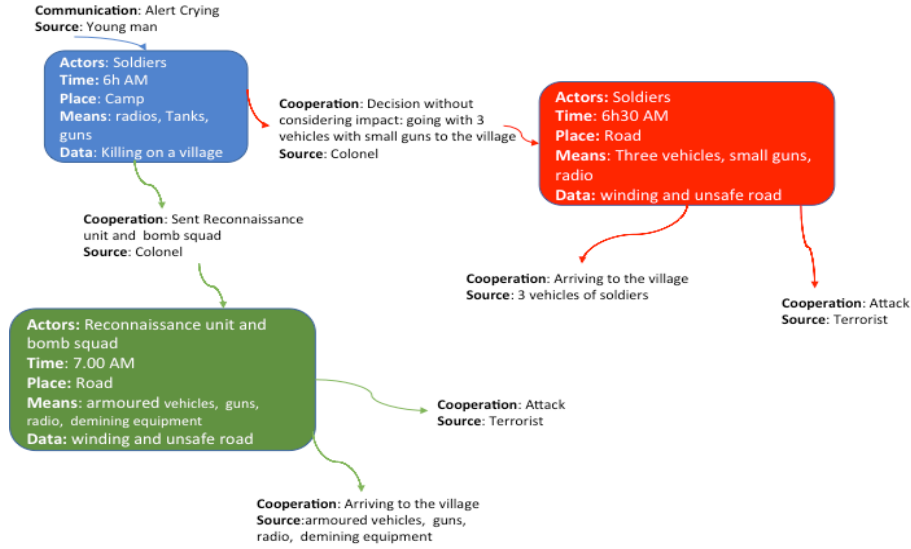 Communication: Alert Crying
Source: Young man
Actors: Soldiers
Time: 6h AM
Place: Camp
Means: radios, Tanks,
guns
Data: Killing on a village
Cooperation: Decision without
considering impact: going with 3
vehicles with small guns to the village
Source: Colonel
Actors: Soldiers
Time: 6h30 AM
Place: Road
Means: Three vehicles, small guns,
radio
Data: winding and unsafe road
Cooperation: Sent Reconnaissance
unit and bomb squad
Source: Colonel
Cooperation: Arriving to the village
Source: 3 vehicles of soldiers
Cooperation: Attack
Source: Terrorist
Actors: Reconnaissance unit and
bomb squad
Time: 7.00 AM
Place: Road
Means: armoured vehicles, guns,
radio, demining equipment
Data: winding and unsafe road
Cooperation: Attack
Source: Terrorist
Cooperation: Arriving to the village
Source:armoured vehicles, guns,
radio, demining equipment